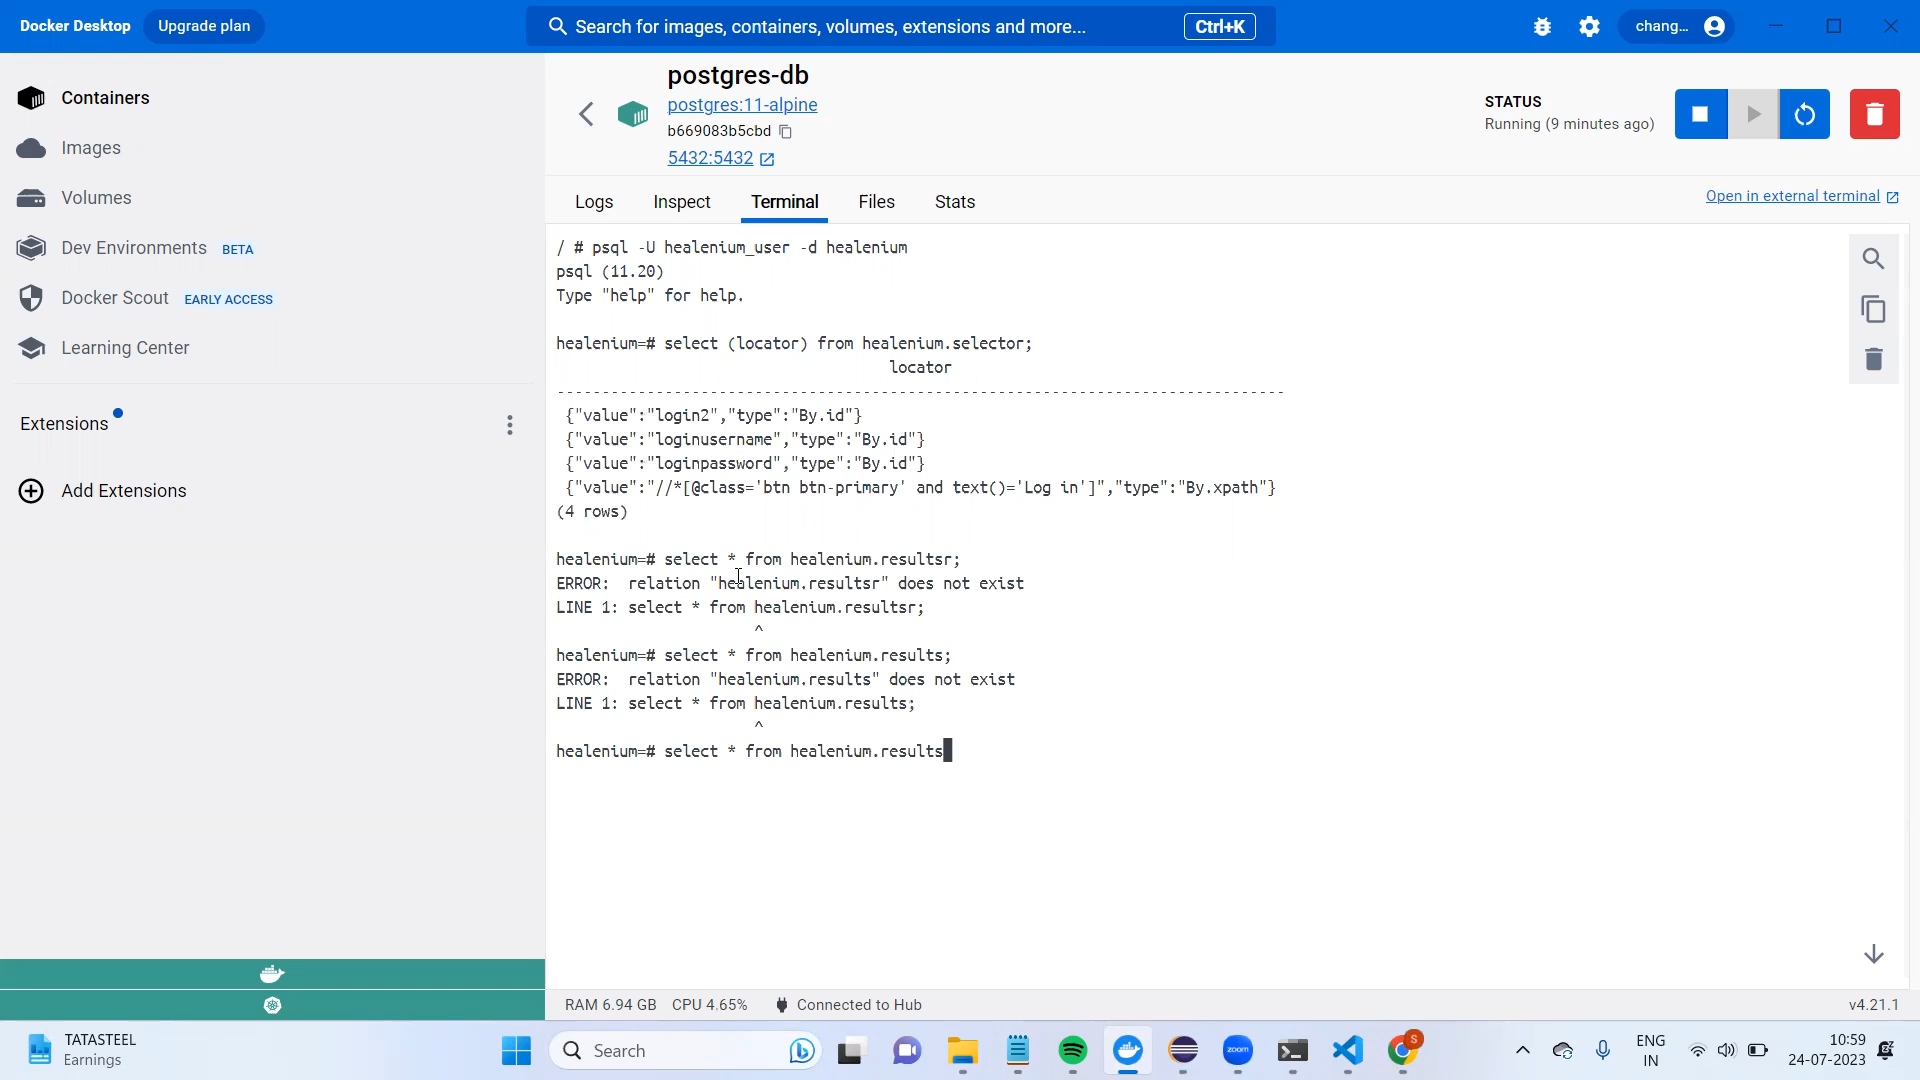 Docker Desktop
Upgrade plan
Search for images, containers, volumes, extensions and more...
Ctrl+K
chang...
Containers
Images
Volumes
Dev Environments BETA
Docker Scout EARLY ACCESS
Learning Center
Extensions
Add Extensions
postgres-db
postgres:11-alpine
b669083b5cbd
5432:5432
STATUS
Running (9 minutes ago)
Logs
Inspect
Terminal
Files
Stats
Open in external terminal
/ # psql -U healenium_user -d healenium
psql (11.20)
Type "help" for help.
healenium=# select (locator) from healenium.selector;
locator
--------------------------------------------------------------------------------
{"value":"login2","type":"By.id"}
{"value":"loginusername","type":"By.id"}
{"value":"loginpassword","type":"By.id"}
{"value":"//*[@class='btn btn-primary' and text()='Log in']","type":"By.xpath"}
(4 rows)
healenium=# select * from healenium.resultsr;
ERROR:  relation "healenium.resultsr" does not exist
LINE 1: select * from healenium.resultsr;
^
healenium=# select * from healenium.results;
ERROR:  relation "healenium.results" does not exist
LINE 1: select * from healenium.results;
^
healenium=# select * from healenium.results
RAM 6.94 GB CPU 4.65% Connected to Hub
v4.21.1
TATASTEEL
Earnings
Search
zoom
S
ENG
IN
10:59
24-07-2023